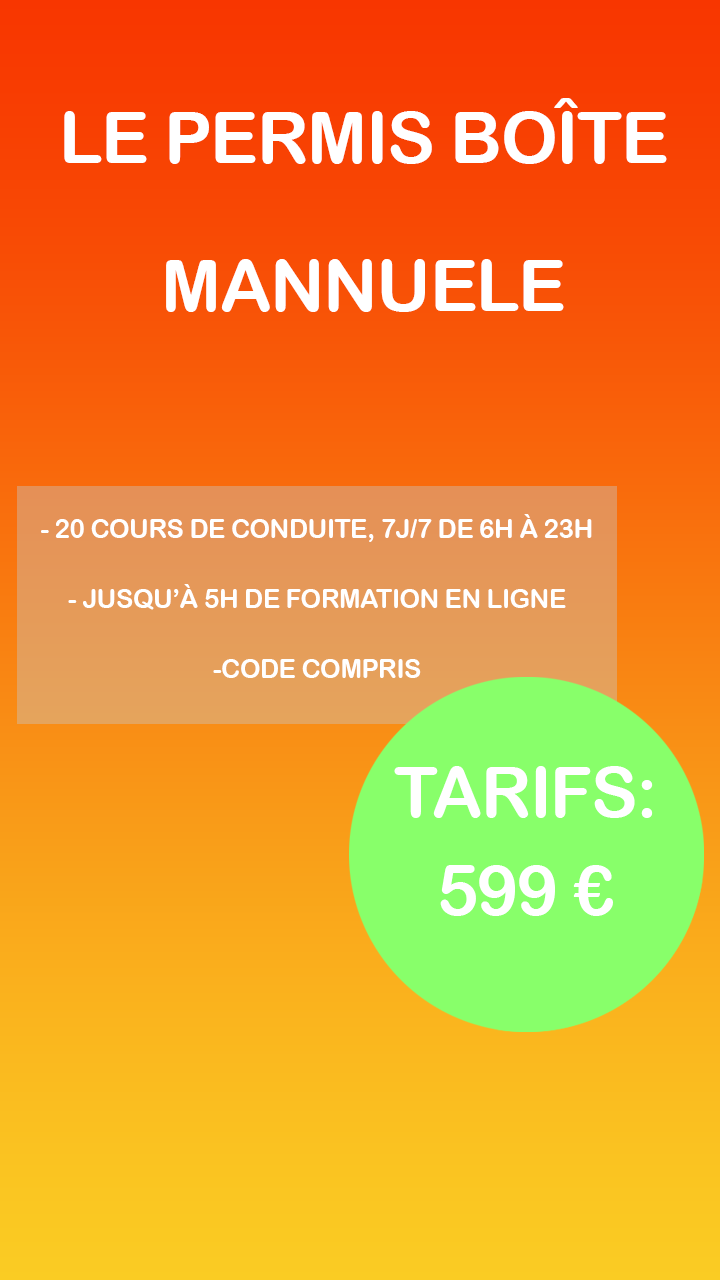 LE PERMIS BOÎTE
MANNUELE
- 20 COURS DE CONDUITE, 7J/7 DE 6H À 23H
- JUSQU’À 5H DE FORMATION EN LIGNE
-CODE COMPRIS
TARIFS:
599 €